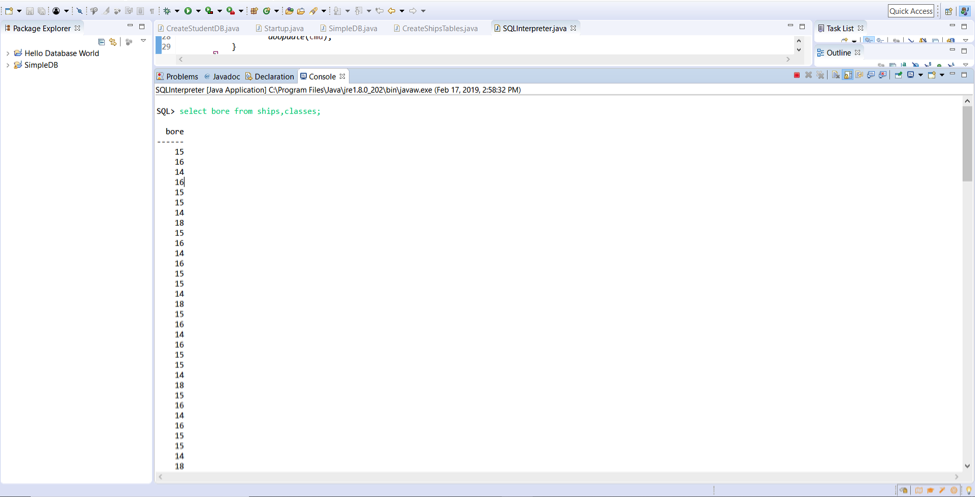 Quick Access
Package Explorer
CreateStudentDB.java
Startup.java
SimpleDB.java
CreateShipsTables.java
SQLInterpreter.java
Task List
Hello Database World
SimpleDB
28 doUpdate(cmd);
29 }
Outline
Problems
Javadoc
Declaration
Console
SQLInterpreter [Java Application] C:\Program Files\Java\jre1.8.0_202\bin\javaw.exe (Feb 17, 2019, 2:58:32 PM)
SQL> select bore from ships,classes;
bore
------
15
16
14
16
15
15
14
18
15
16
14
16
15
15
14
18
15
16
14
16
15
15
14
18
15
16
14
16
15
15
14
18